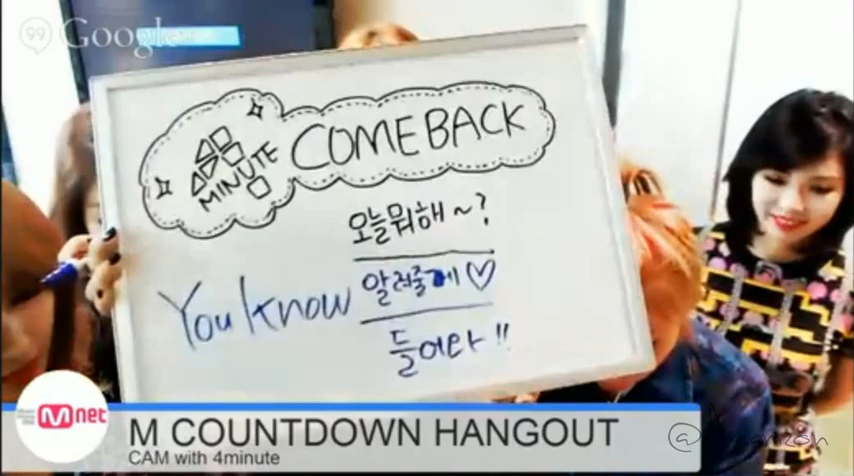 Google
4MINUTE COMEBACK
오늘뭐해~?
You know 알려줄게♡
들어라!!
Mnet
M COUNTDOWN HANGOUT
CAM with 4minute